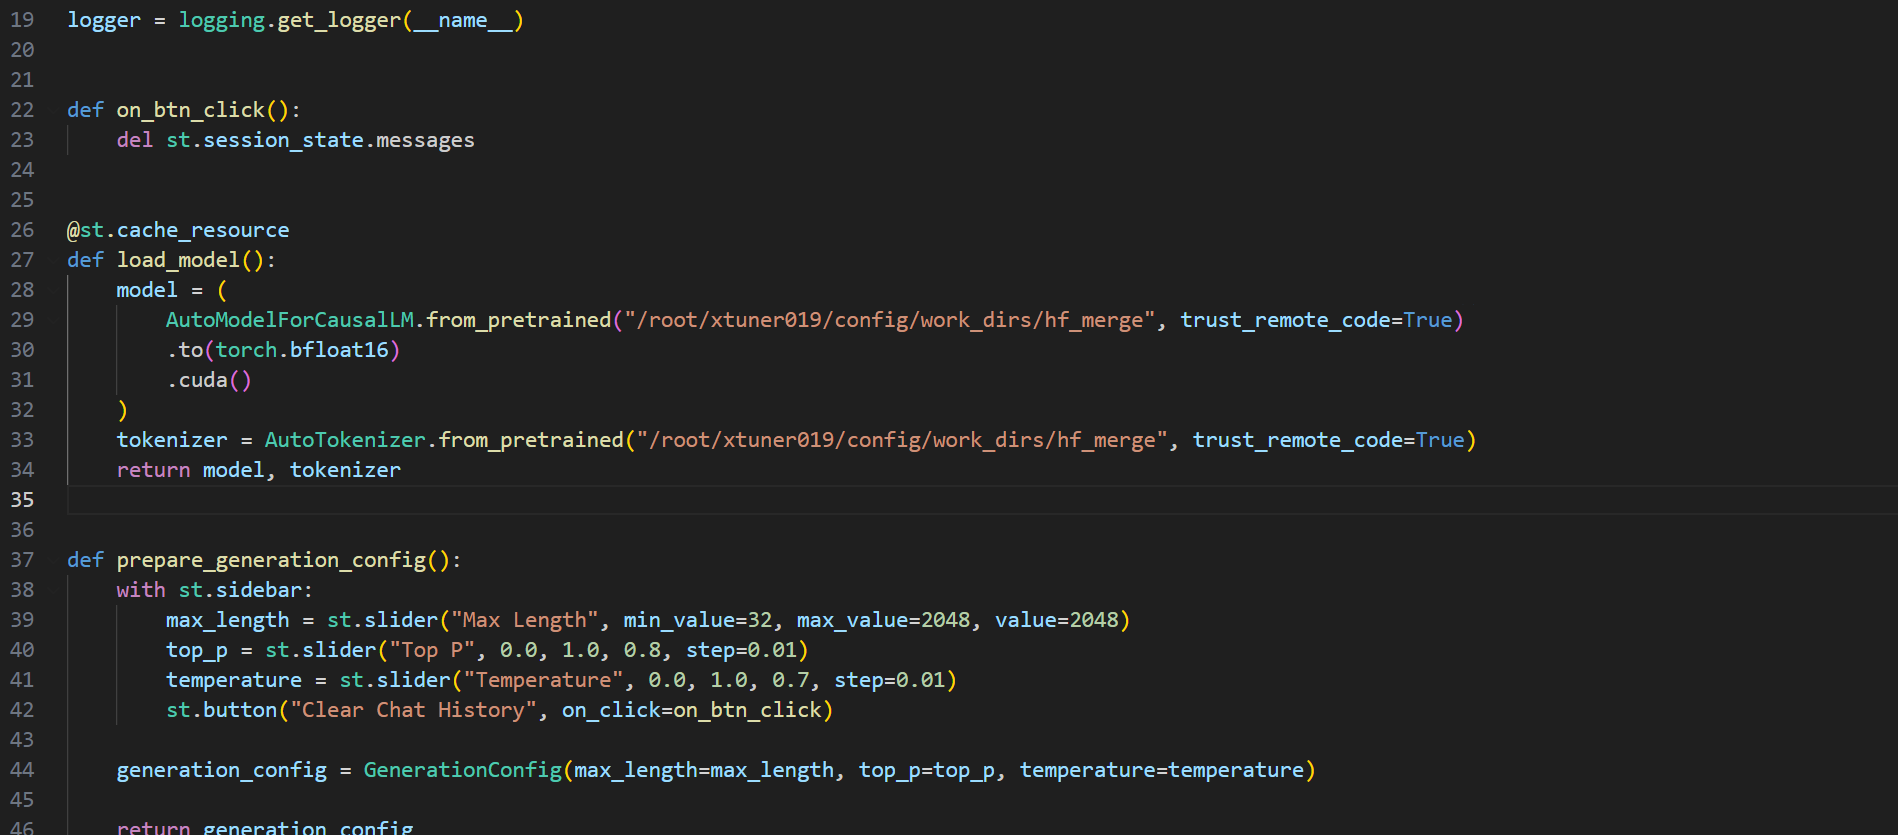 19 logger = logging.get_logger(__name__)
20
21
22 def on_btn_click():
23     del st.session_state.messages
24
25
26 @st.cache_resource
27 def load_model():
28     model = (
29         AutoModelForCausalLM.from_pretrained("/root/xtuner019/config/work_dirs/hf_merge", trust_remote_code=True)
30         .to(torch.bfloat16)
31         .cuda()
32     )
33     tokenizer = AutoTokenizer.from_pretrained("/root/xtuner019/config/work_dirs/hf_merge", trust_remote_code=True)
34     return model, tokenizer
35
36
37 def prepare_generation_config():
38     with st.sidebar:
39         max_length = st.slider("Max Length", min_value=32, max_value=2048, value=2048)
40         top_p = st.slider("Top P", 0.0, 1.0, 0.8, step=0.01)
41         temperature = st.slider("Temperature", 0.0, 1.0, 0.7, step=0.01)
42         st.button("Clear Chat History", on_click=on_btn_click)
43
44     generation_config = GenerationConfig(max_length=max_length, top_p=top_p, temperature=temperature)
45
46     return generation_config